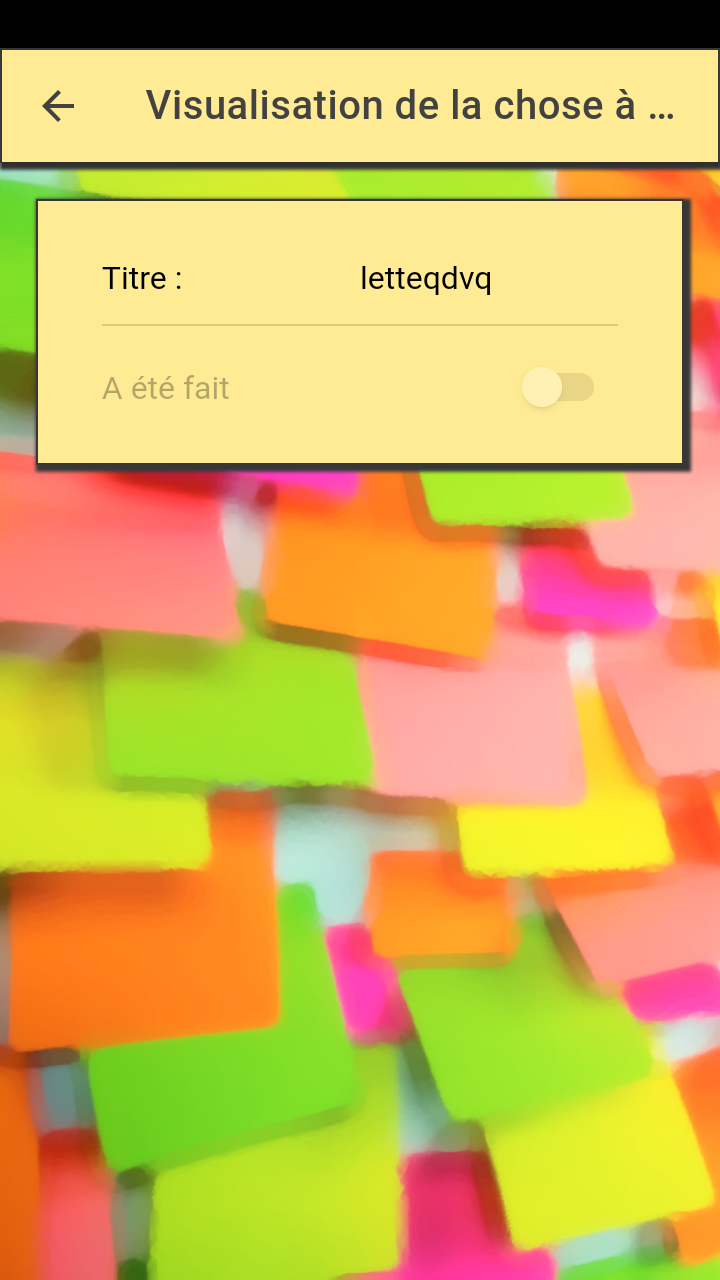 Visualisation de la chose à ...
Titre :
letteqdvq
A été fait